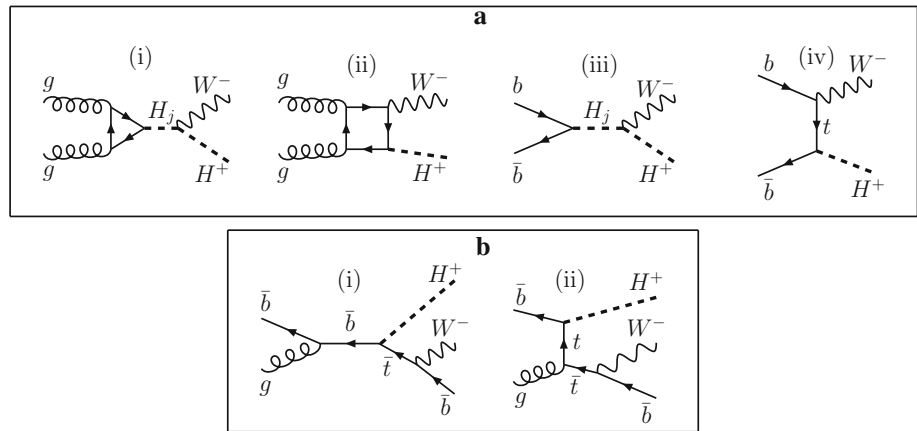 a
(i)
g
g
H_j
W⁻
H⁺
(ii)
g
g
W⁻
H⁺
(iii)
b
b̄
H_j
W⁻
H⁺
(iv)
b
b̄
t
W⁻
H⁺
b
(i)
b̄
g
b̄
t̄
H⁺
W⁻
b̄
(ii)
b̄
g
t
t̄
H⁺
W⁻
b̄